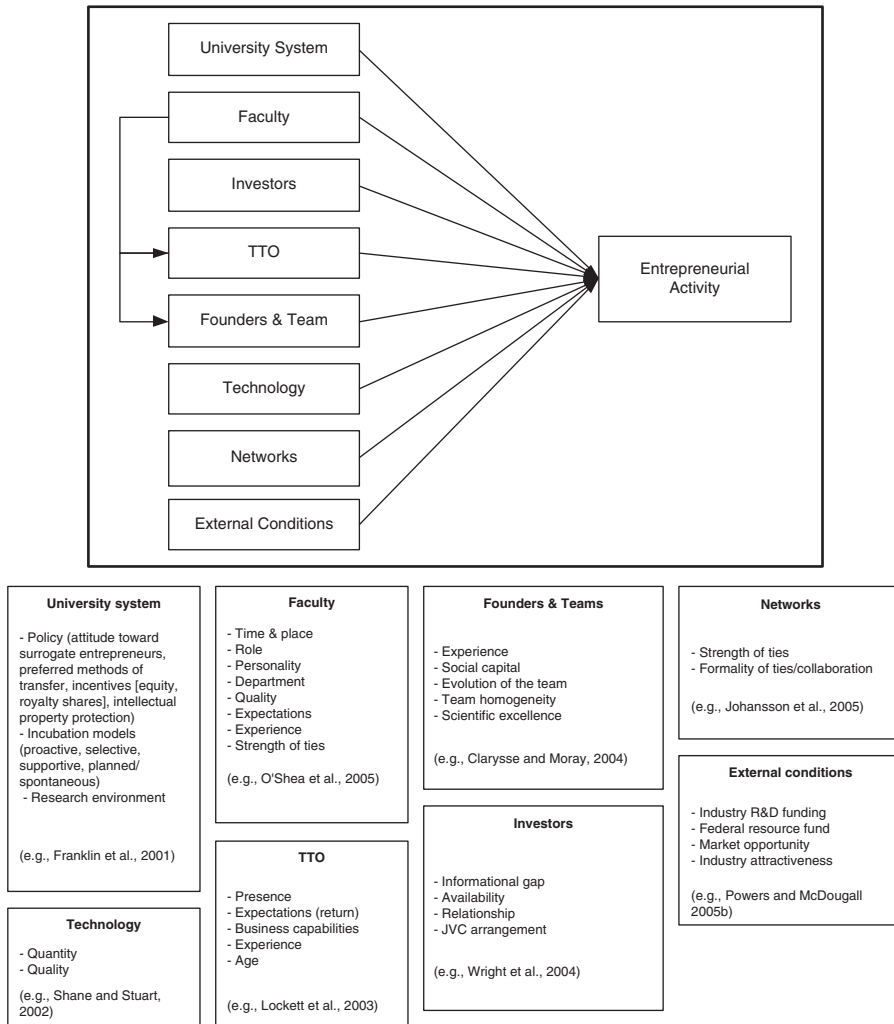 University System
Faculty
Investors
TTO
Founders & Team
Technology
Networks
External Conditions
Entrepreneurial
Activity
University system
- Policy (attitude toward
surrogate entrepreneurs,
preferred methods of
transfer, incentives [equity,
royalty shares], intellectual
property protection)
- Incubation models
(proactive, selective,
supportive, planned/
spontaneous)
- Research environment
(e.g., Franklin et al., 2001)
Technology
- Quantity
- Quality
(e.g., Shane and Stuart,
2002)
Faculty
- Time & place
- Role
- Personality
- Department
- Quality
- Expectations
- Experience
- Strength of ties
(e.g., O'Shea et al., 2005)
TTO
- Presence
- Expectations (return)
- Business capabilities
- Experience
- Age
(e.g., Lockett et al., 2003)
Founders & Teams
- Experience
- Social capital
- Evolution of the team
- Team homogeneity
- Scientific excellence
(e.g., Clarysse and Moray, 2004)
Investors
- Informational gap
- Availability
- Relationship
- JVC arrangement
(e.g., Wright et al., 2004)
Networks
- Strength of ties
- Formality of ties/collaboration
(e.g., Johansson et al., 2005)
External conditions
- Industry R&D funding
- Federal resource fund
- Market opportunity
- Industry attractiveness
(e.g., Powers and McDougall
2005b)